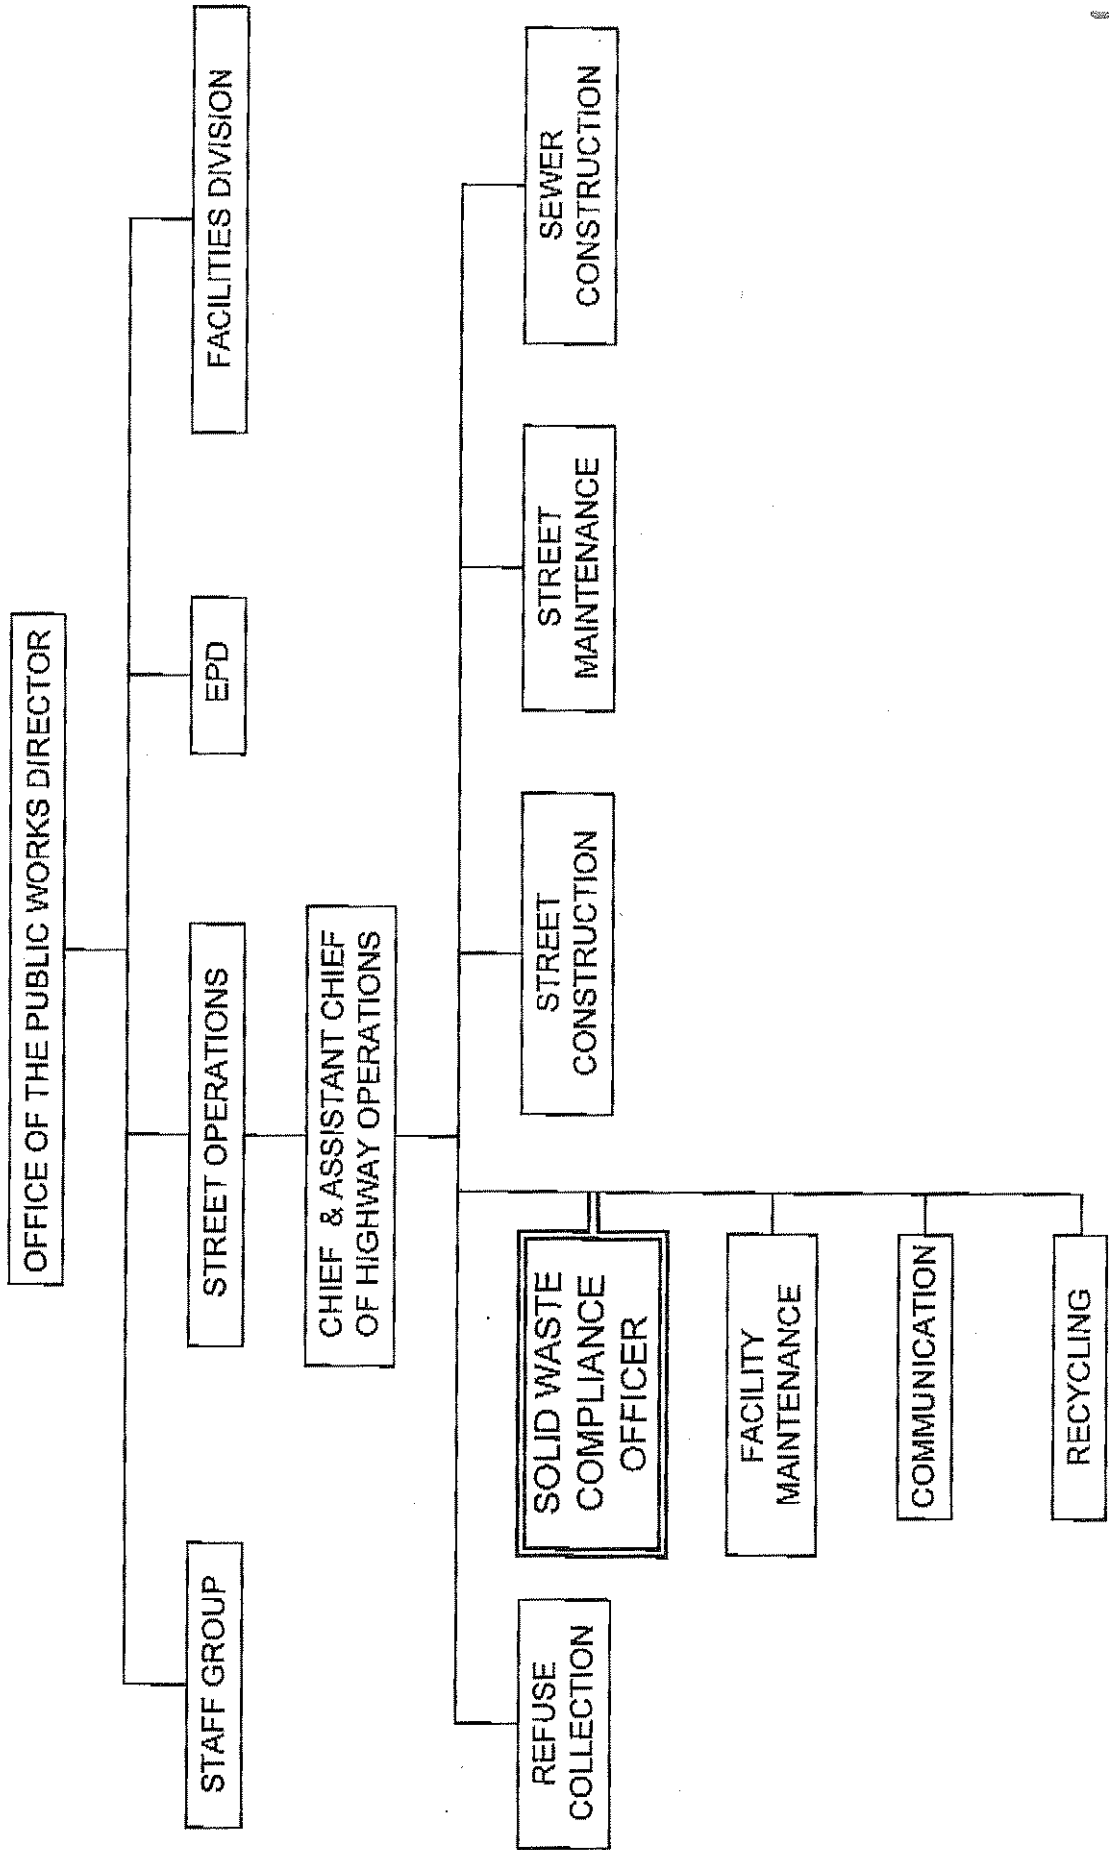 OFFICE OF THE PUBLIC WORKS DIRECTOR
STAFF GROUP
STREET OPERATIONS
EPD
FACILITIES DIVISION
CHIEF & ASSISTANT CHIEF
OF HIGHWAY OPERATIONS
REFUSE
COLLECTION
SOLID WASTE
COMPLIANCE
OFFICER
STREET
CONSTRUCTION
STREET
MAINTENANCE
SEWER
CONSTRUCTION
FACILITY
MAINTENANCE
COMMUNICATION
RECYCLING